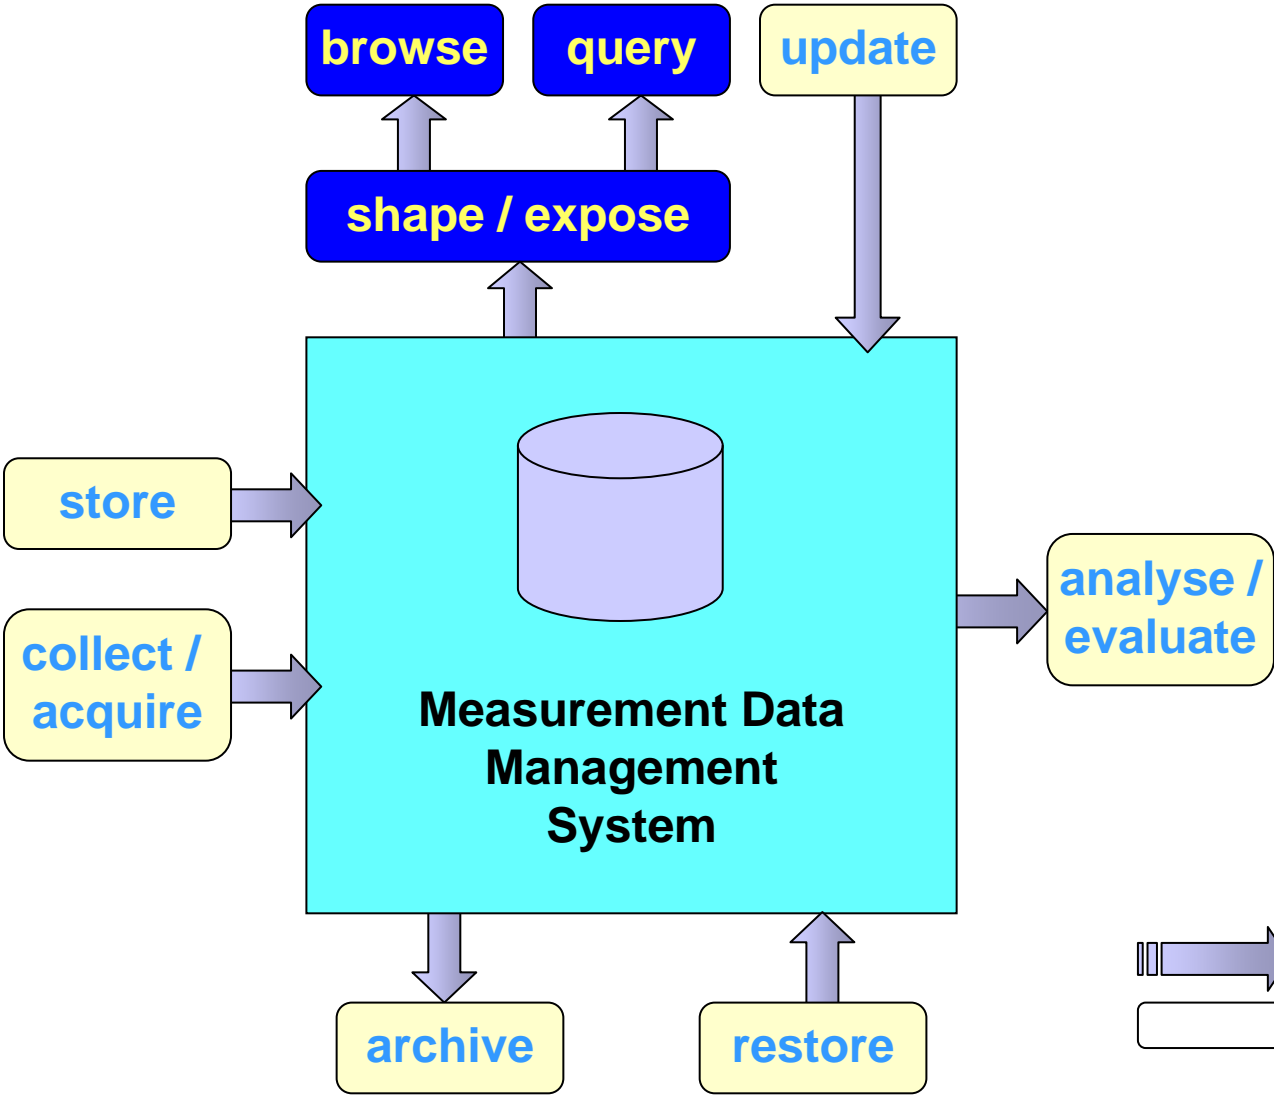 browse
query
update
shape / expose
store
collect /
acquire
analyse /
evaluate
Measurement Data
Management
System
archive
restore